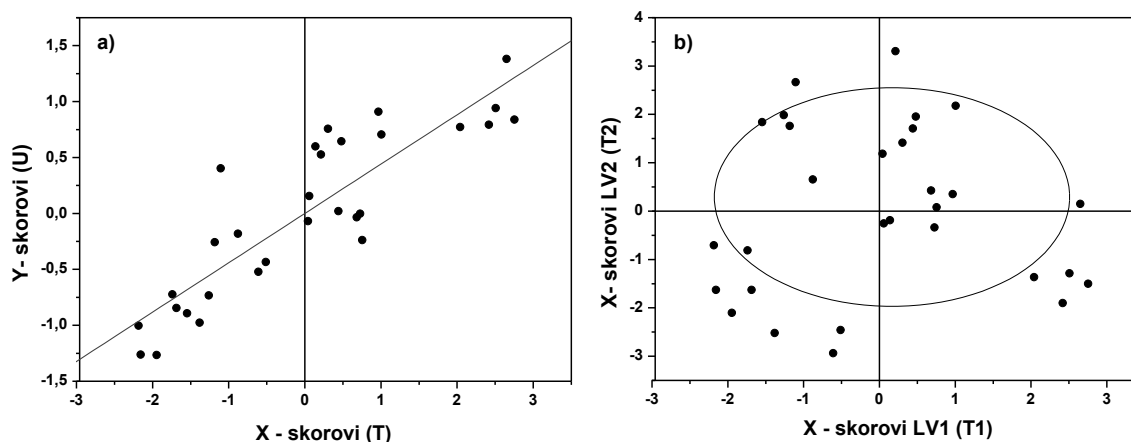 a)
1,5
1,0
0,5
0,0
-0,5
-1,0
-1,5
Y- skorovi (U)
-3 -2 -1 0 1 2 3
X - skorovi (T)
b)
4
3
2
1
0
-1
-2
-3
X- skorovi LV2 (T2)
-3 -2 -1 0 1 2 3
X - skorovi LV1 (T1)